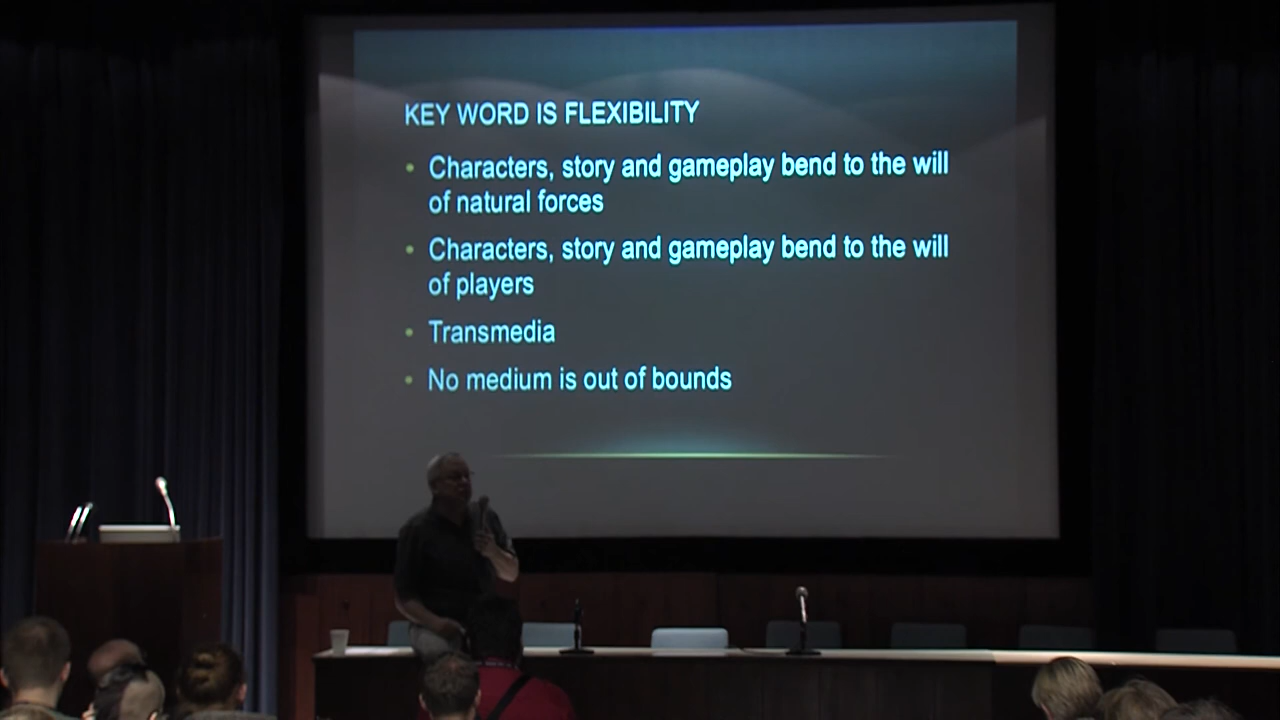 KEY WORD IS FLEXIBILITY
• Characters, story and gameplay bend to the will
of natural forces
• Characters, story and gameplay bend to the will
of players
• Transmedia
• No medium is out of bounds